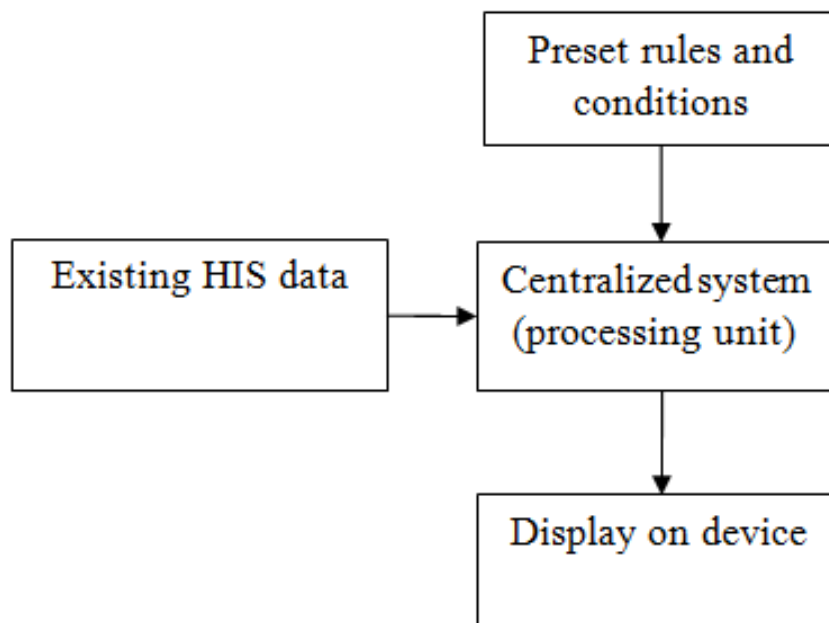 Preset rules and
conditions
Existing HIS data
Centralized system
(processing unit)
Display on device